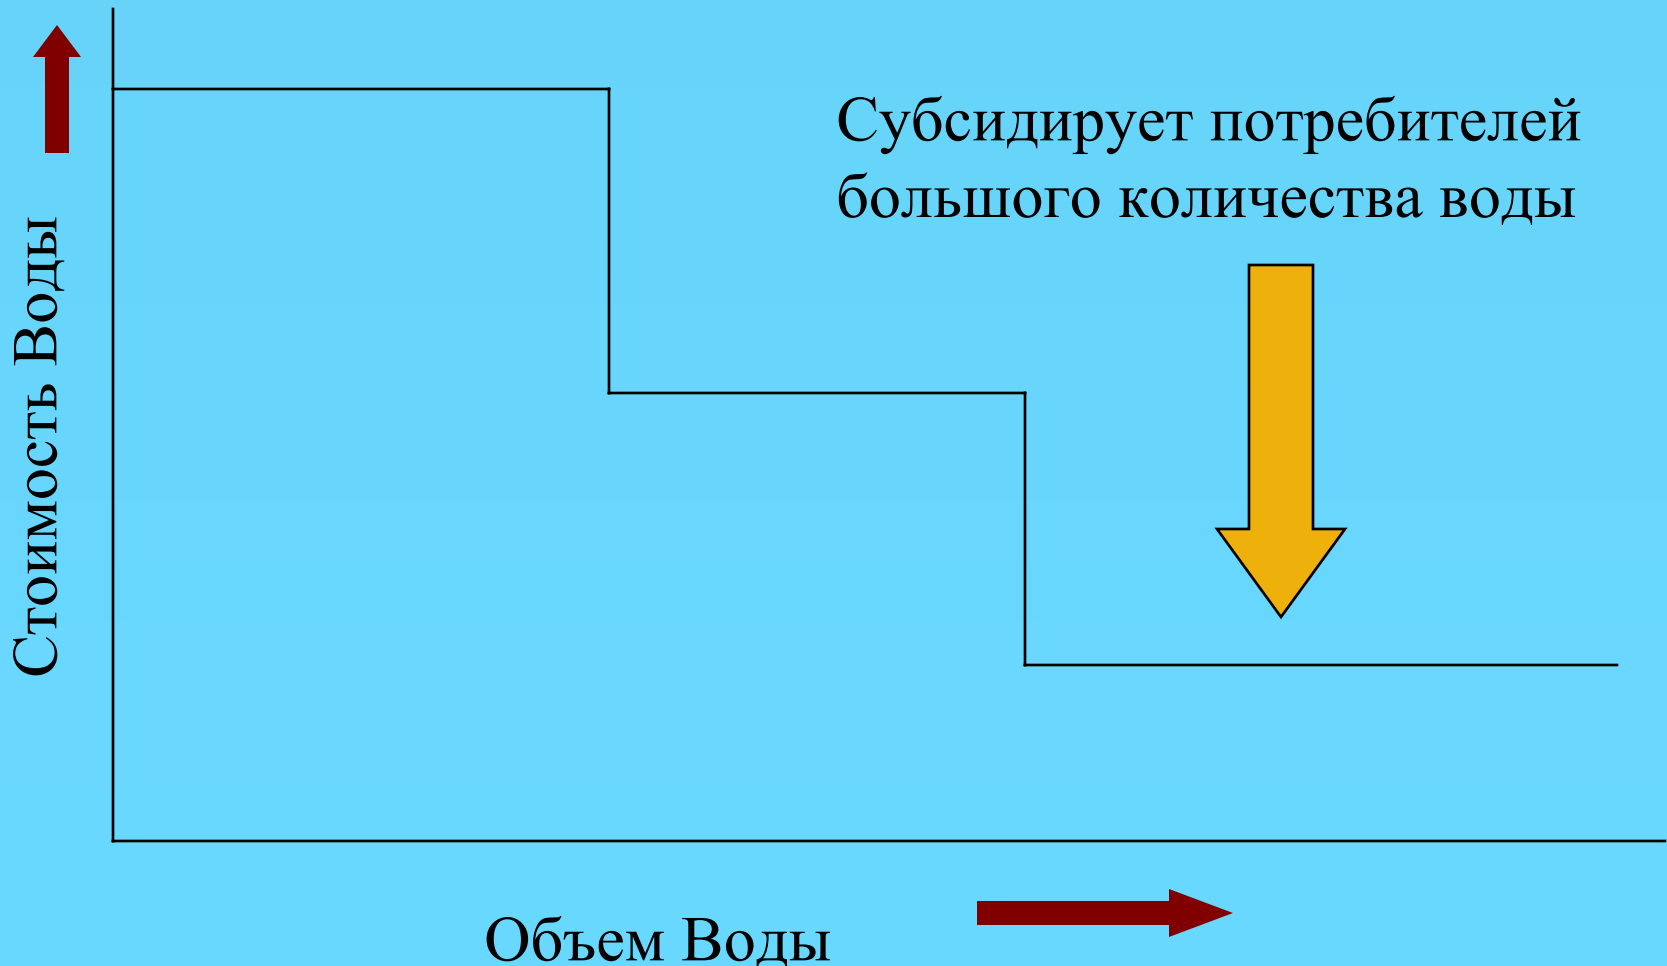 Субсидирует потребителей
большого количества воды
Стоимость Воды
Объем Воды